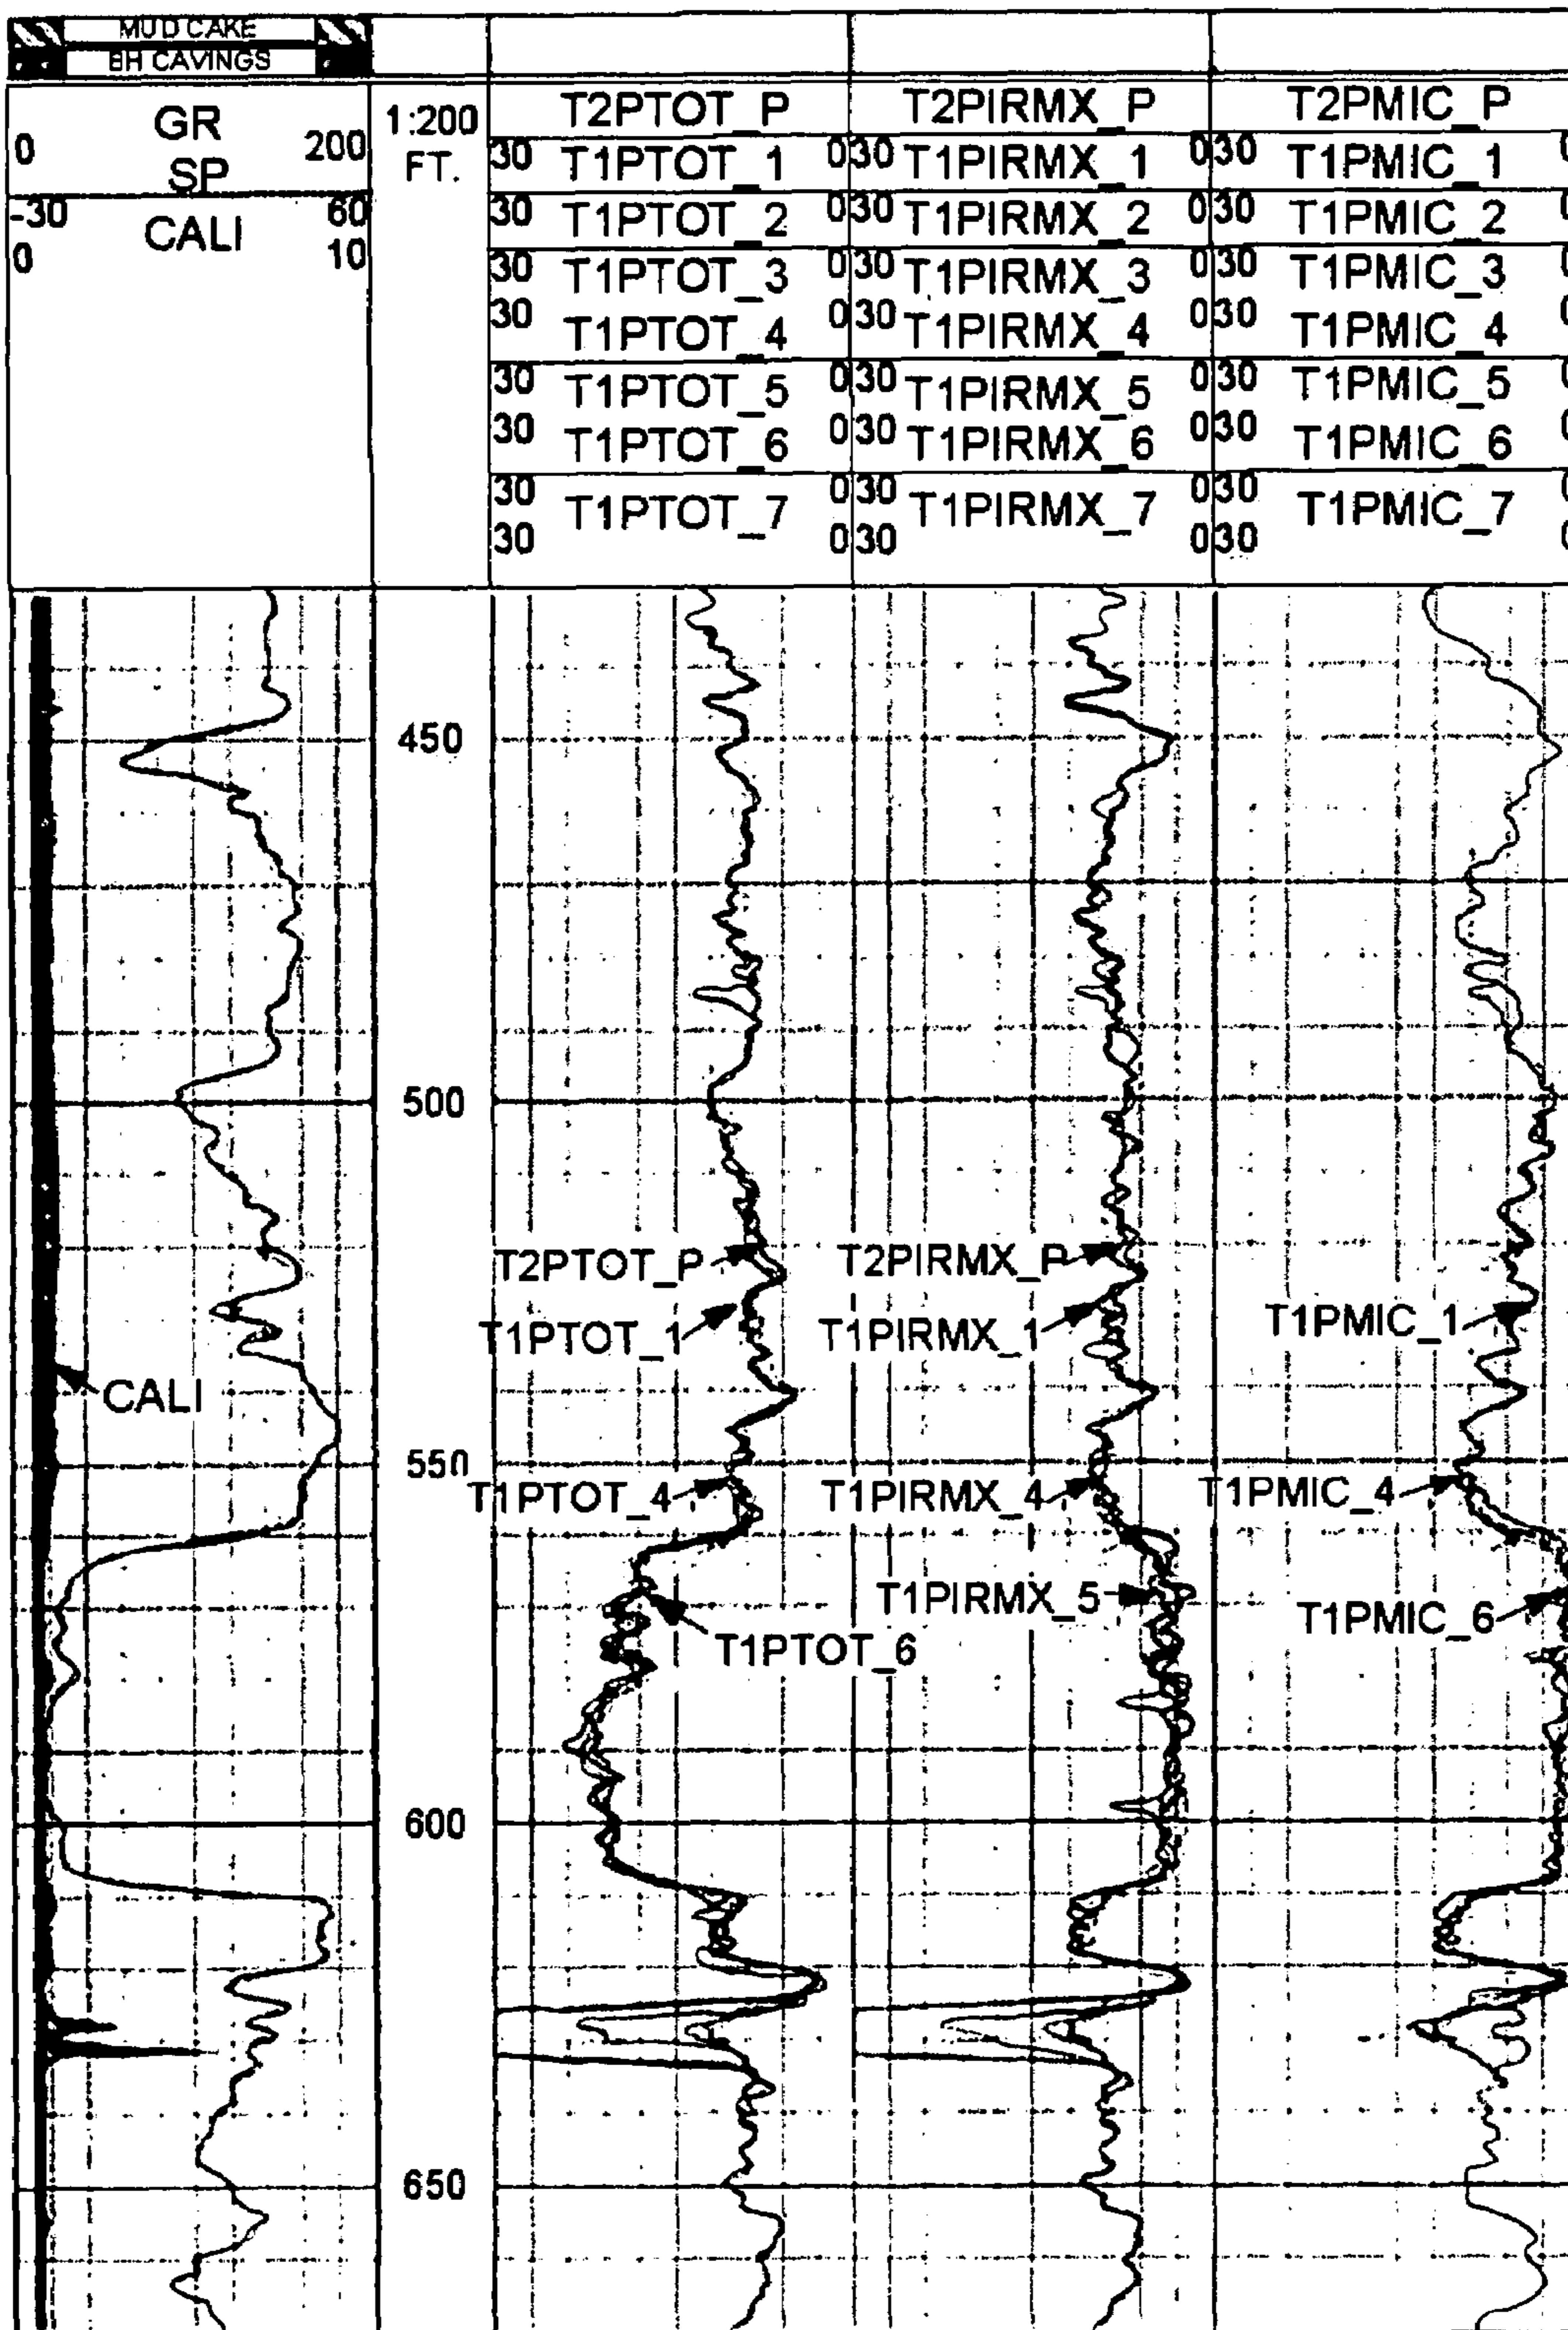 MUD CAKE
BH CAVINGS
GR
0 200
SP
-30 60
CALI
0 10
1:200
FT.
T2PTOT_P
30 T1PTOT_1 0
30 T1PTOT_2 0
30 T1PTOT_3 0
30 T1PTOT_4 0
30 T1PTOT_5 0
30 T1PTOT_6 0
30 T1PTOT_7 0
30 0
T2PIRMX_P
30 T1PIRMX_1 0
30 T1PIRMX_2 0
30 T1PIRMX_3 0
30 T1PIRMX_4 0
30 T1PIRMX_5 0
30 T1PIRMX_6 0
30 T1PIRMX_7 0
30 0
T2PMIC_P
30 T1PMIC_1
30 T1PMIC_2
30 T1PMIC_3
30 T1PMIC_4
30 T1PMIC_5
30 T1PMIC_6
30 T1PMIC_7
30
450
500
T2PTOT_P T2PIRMX_P
T1PTOT_1 T1PIRMX_1 T1PMIC_1
CALI
550
T1PTOT_4 T1PIRMX_4 T1PMIC_4
T1PIRMX_5 T1PMIC_6
T1PTOT_6
600
650